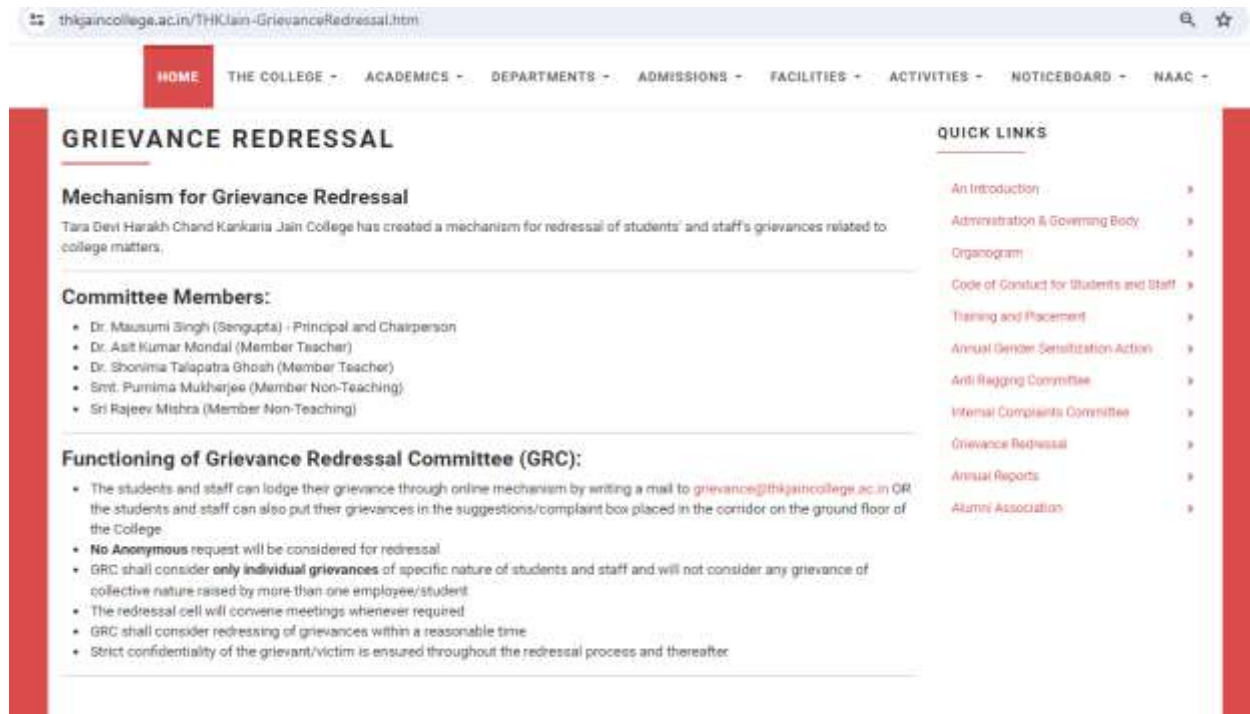 thkjaincollege.ac.in/THKJain-GrievanceRedressal.htm
HOME THE COLLEGE ACADEMICS DEPARTMENTS ADMISSIONS FACILITIES ACTIVITIES NOTICEBOARD NAAC
GRIEVANCE REDRESSAL
Mechanism for Grievance Redressal
Tara Devi Harakh Chand Kankaria Jain College has created a mechanism for redressal of students' and staff's grievances related to
college matters.
Committee Members:
• Dr. Mausumi Singh (Sengupta) - Principal and Chairperson
• Dr. Asit Kumar Mondal (Member Teacher)
• Dr. Shonima Talapatra Ghosh (Member Teacher)
• Smt. Purnima Mukherjee (Member Non-Teaching)
• Sri Rajeev Mishra (Member Non-Teaching)
Functioning of Grievance Redressal Committee (GRC):
• The students and staff can lodge their grievance through online mechanism by writing a mail to grievance@thkjaincollege.ac.in OR
the students and staff can also put their grievances in the suggestions/complaint box placed in the corridor on the ground floor of
the College
• No Anonymous request will be considered for redressal
• GRC shall consider only individual grievances of specific nature of students and staff and will not consider any grievance of
collective nature raised by more than one employee/student
• The redressal cell will convene meetings whenever required
• GRC shall consider redressing of grievances within a reasonable time
• Strict confidentiality of the grievant/victim is ensured throughout the redressal process and thereafter
QUICK LINKS
An Introduction
Administration & Governing Body
Organogram
Code of Conduct for Students and Staff
Training and Placement
Annual Gender Sensitization Action
Anti Ragging Committee
Internal Complaints Committee
Grievance Redressal
Annual Reports
Alumni Association